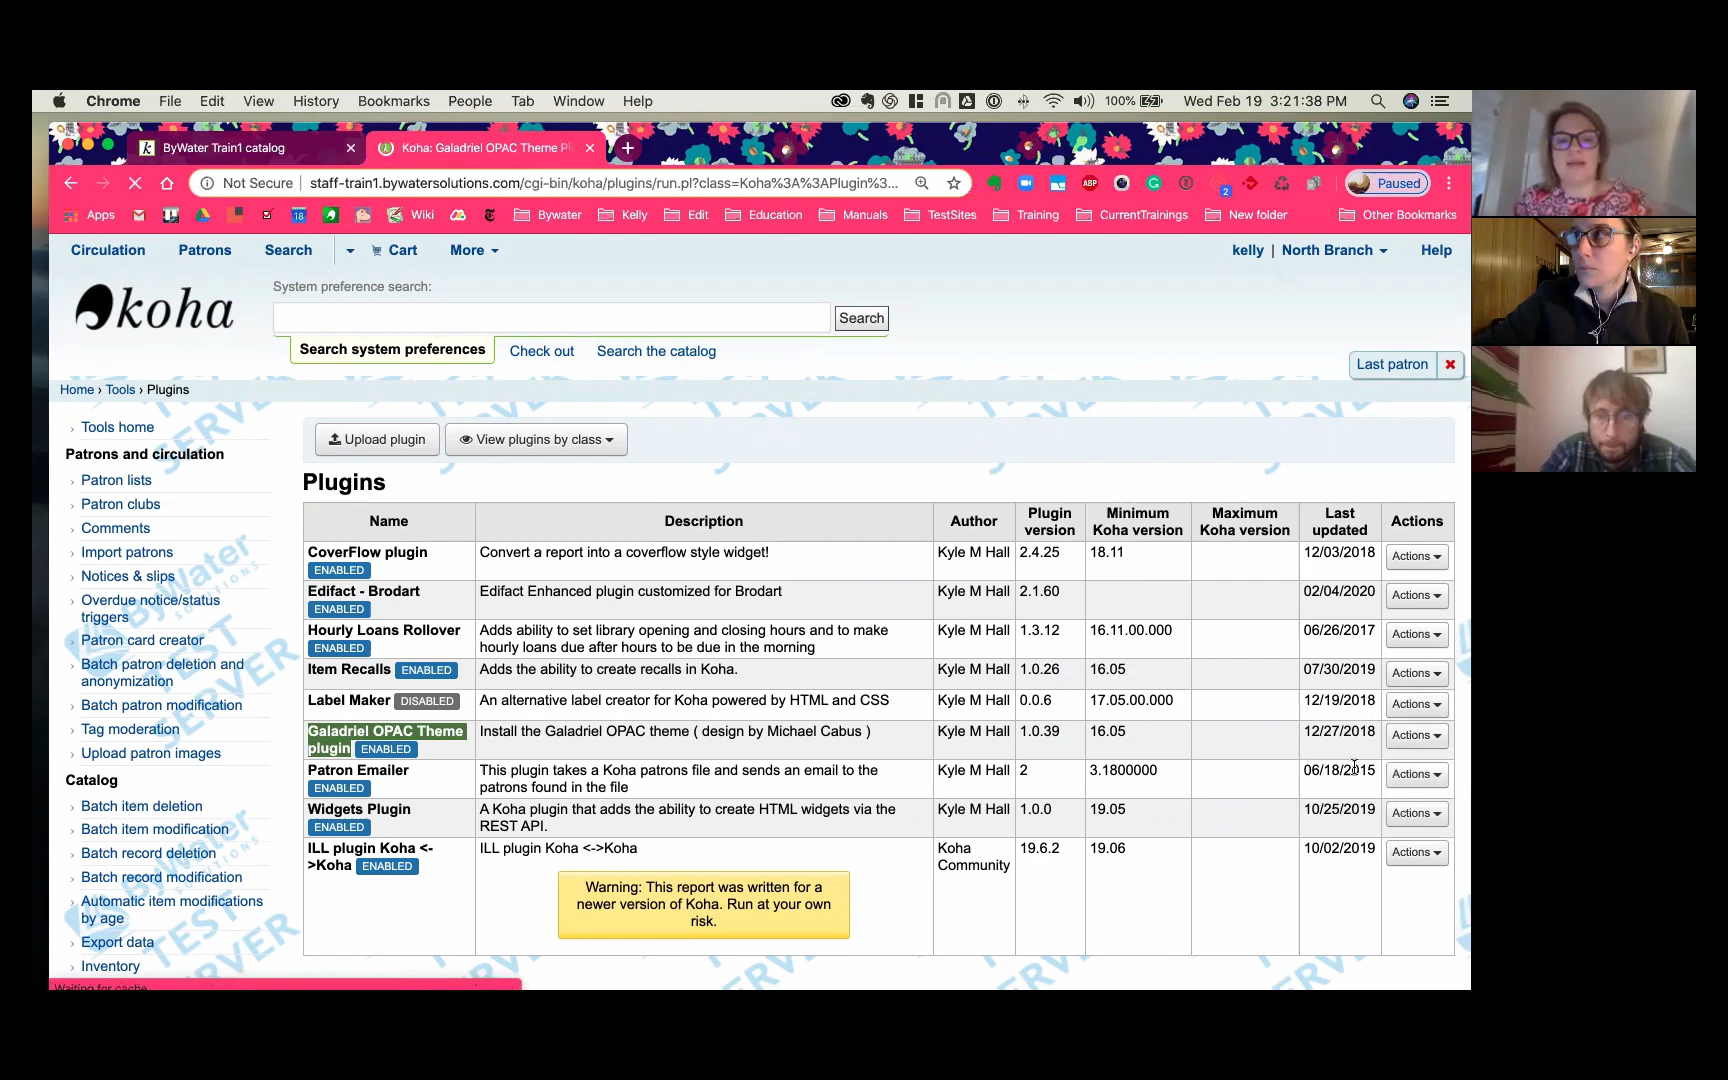 Chrome File Edit View History Bookmarks People Tab Window Help 100% Wed Feb 19 3:21:38 PM
ByWater Train1 catalog Koha: Galadriel OPAC Theme Pl
Not Secure staff-train1.bywatersolutions.com/cgi-bin/koha/plugins/run.pl?class=Koha%3A%3APlugin%3... ABP 2 Paused
Apps 18 Wiki Bywater Kelly Edit Education Manuals TestSites Training CurrentTrainings New folder Other Bookmarks
Circulation Patrons Search Cart More kelly | North Branch Help
System preference search:
koha
Search
Search system preferences Check out Search the catalog
Last patron
Home › Tools › Plugins
Tools home
Patrons and circulation
Patron lists
Patron clubs
Comments
Import patrons
Notices & slips
Overdue notice/status
triggers
Patron card creator
Batch patron deletion and
anonymization
Batch patron modification
Tag moderation
Upload patron images
Catalog
Batch item deletion
Batch item modification
Batch record deletion
Batch record modification
Automatic item modifications
by age
Export data
Inventory
Waiting for cache...
Upload plugin View plugins by class
Plugins
Name Description Author Plugin version Minimum Koha version Maximum Koha version Last updated Actions
CoverFlow plugin ENABLED Convert a report into a coverflow style widget! Kyle M Hall 2.4.25 18.11 12/03/2018 Actions
Edifact - Brodart ENABLED Edifact Enhanced plugin customized for Brodart Kyle M Hall 2.1.60 02/04/2020 Actions
Hourly Loans Rollover ENABLED Adds ability to set library opening and closing hours and to make hourly loans due after hours to be due in the morning Kyle M Hall 1.3.12 16.11.00.000 06/26/2017 Actions
Item Recalls ENABLED Adds the ability to create recalls in Koha. Kyle M Hall 1.0.26 16.05 07/30/2019 Actions
Label Maker DISABLED An alternative label creator for Koha powered by HTML and CSS Kyle M Hall 0.0.6 17.05.00.000 12/19/2018 Actions
Galadriel OPAC Theme plugin ENABLED Install the Galadriel OPAC theme ( design by Michael Cabus ) Kyle M Hall 1.0.39 16.05 12/27/2018 Actions
Patron Emailer ENABLED This plugin takes a Koha patrons file and sends an email to the patrons found in the file Kyle M Hall 2 3.1800000 06/18/2015 Actions
Widgets Plugin ENABLED A Koha plugin that adds the ability to create HTML widgets via the REST API. Kyle M Hall 1.0.0 19.05 10/25/2019 Actions
ILL plugin Koha <->Koha ENABLED ILL plugin Koha <->Koha Koha Community 19.6.2 19.06 10/02/2019 Actions
Warning: This report was written for a
newer version of Koha. Run at your own
risk.
ByWater
SOLUTIONS
TEST
SERVER